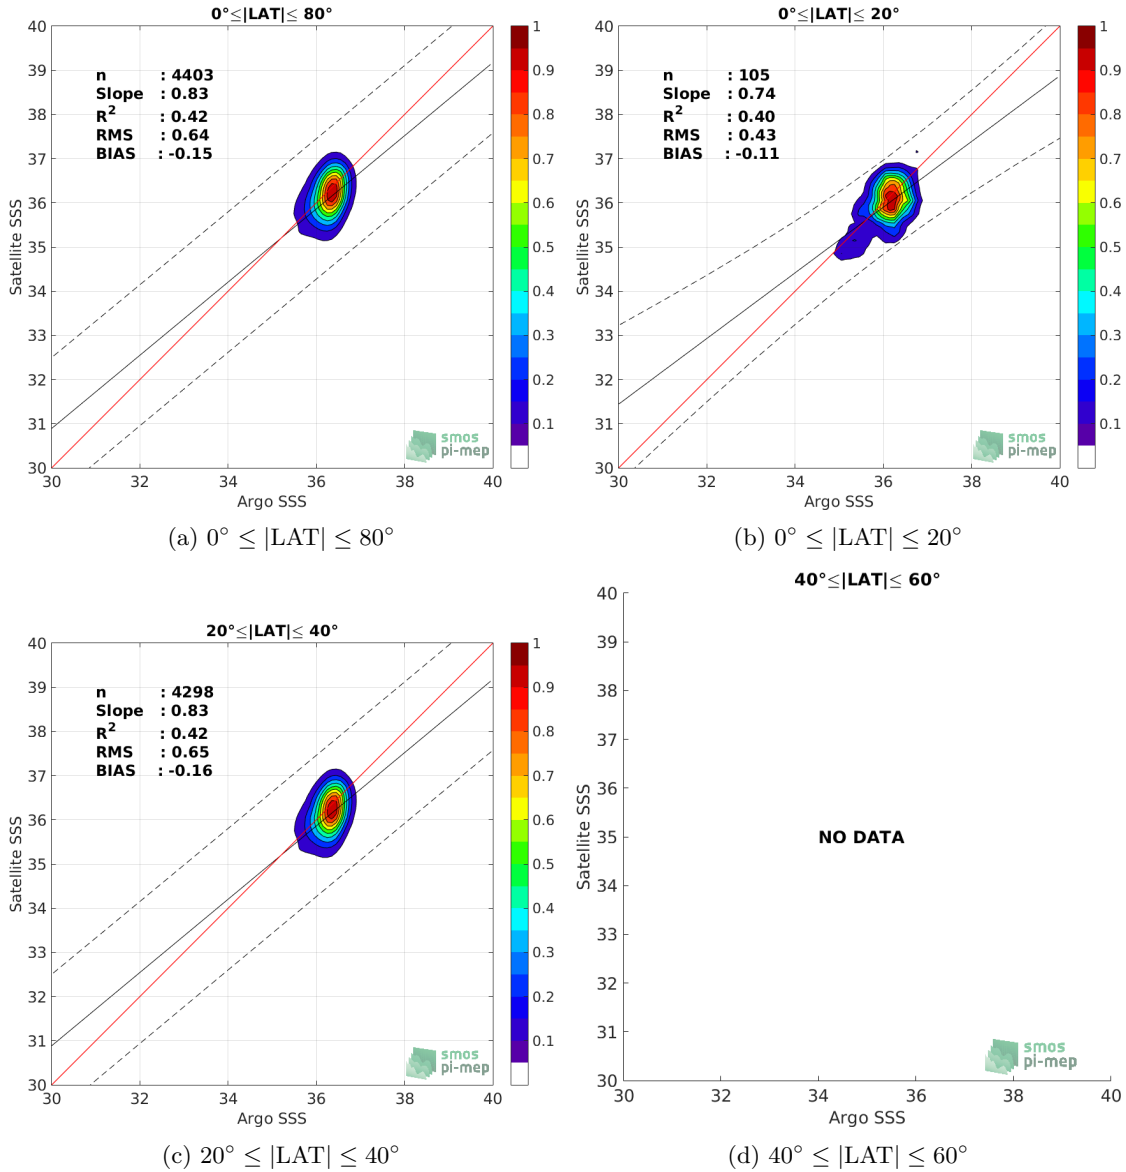 0°≤|LAT|≤ 80°
40
39
38
37
36
35
34
33
32
31
30
30
32
34
36
38
40
Satellite SSS
Argo SSS
n : 4403
Slope : 0.83
R² : 0.42
RMS : 0.64
BIAS : -0.15
1
0.9
0.8
0.7
0.6
0.5
0.4
0.3
0.2
0.1
smos
pi-mep
(a) 0° ≤ |LAT| ≤ 80°
0°≤|LAT|≤ 20°
40
39
38
37
36
35
34
33
32
31
30
30
32
34
36
38
40
Satellite SSS
Argo SSS
n : 105
Slope : 0.74
R² : 0.40
RMS : 0.43
BIAS : -0.11
1
0.9
0.8
0.7
0.6
0.5
0.4
0.3
0.2
0.1
smos
pi-mep
(b) 0° ≤ |LAT| ≤ 20°
20°≤|LAT|≤ 40°
40
39
38
37
36
35
34
33
32
31
30
30
32
34
36
38
40
Satellite SSS
Argo SSS
n : 4298
Slope : 0.83
R² : 0.42
RMS : 0.65
BIAS : -0.16
1
0.9
0.8
0.7
0.6
0.5
0.4
0.3
0.2
0.1
smos
pi-mep
(c) 20° ≤ |LAT| ≤ 40°
40°≤|LAT|≤ 60°
40
39
38
37
36
35
34
33
32
31
30
30
32
34
36
38
40
Satellite SSS
Argo SSS
NO DATA
smos
pi-mep
(d) 40° ≤ |LAT| ≤ 60°